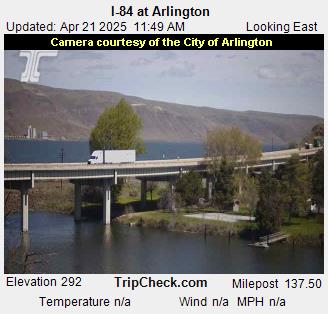 I-84 at Arlington
Updated: Apr 21 2025 11:49 AM Looking East
Camera courtesy of the City of Arlington
Elevation 292 TripCheck.com Milepost 137.50
Temperature n/a Wind n/a MPH n/a